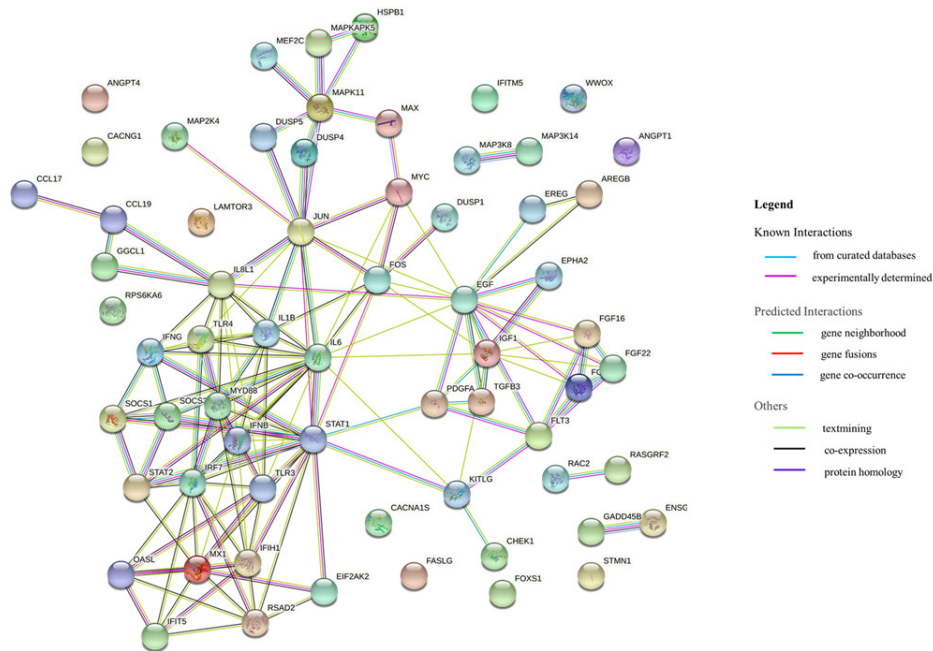 HSPB1
MAPKAPK5
MEF2C
ANGPT4
IFITM5
WWOX
MAPK11
MAX
MAP2K4
DUSP5
DUSP4
CACNG1
MAP3K14
MAP3K8
ANGPT1
MYC
EREG
AREGB
CCL17
CCL19
LAMTOR3
DUSP1
JUN
GGCL1
IL8L1
FOS
EGF
EPHA2
RPS6KA6
IL1B
TLR4
IFNG
IL6
IGF1
FGF16
FGF22
SOCS1
SOCS3
MYD88
PDGFA
TGFB3
IFNB
STAT1
FLT3
STAT2
IRF7
TLR3
KITLG
RAC2
RASGRF2
CACNA1S
GADD45B
ENSG
OASL
MX1
IFIH1
CHEK1
EIF2AK2
FASLG
FOXS1
STMN1
IFIT5
RSAD2
Legend
Known Interactions
from curated databases
experimentally determined
Predicted Interactions
gene neighborhood
gene fusions
gene co-occurrence
Others
textmining
co-expression
protein homology